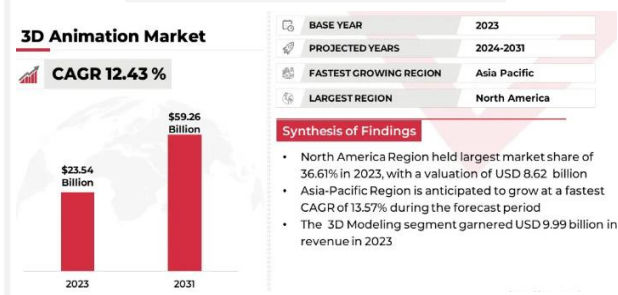 3D Animation Market
CAGR 12.43 %
$23.54
Billion
$59.26
Billion
2023
2031
BASE YEAR 2023
PROJECTED YEARS 2024-2031
FASTEST GROWING REGION Asia Pacific
LARGEST REGION North America
Synthesis of Findings
• North America Region held largest market share of
36.61% in 2023, with a valuation of USD 8.62 billion
• Asia-Pacific Region is anticipated to grow at a fastest
CAGR of 13.57% during the forecast period
• The 3D Modeling segment garnered USD 9.99 billion in
revenue in 2023